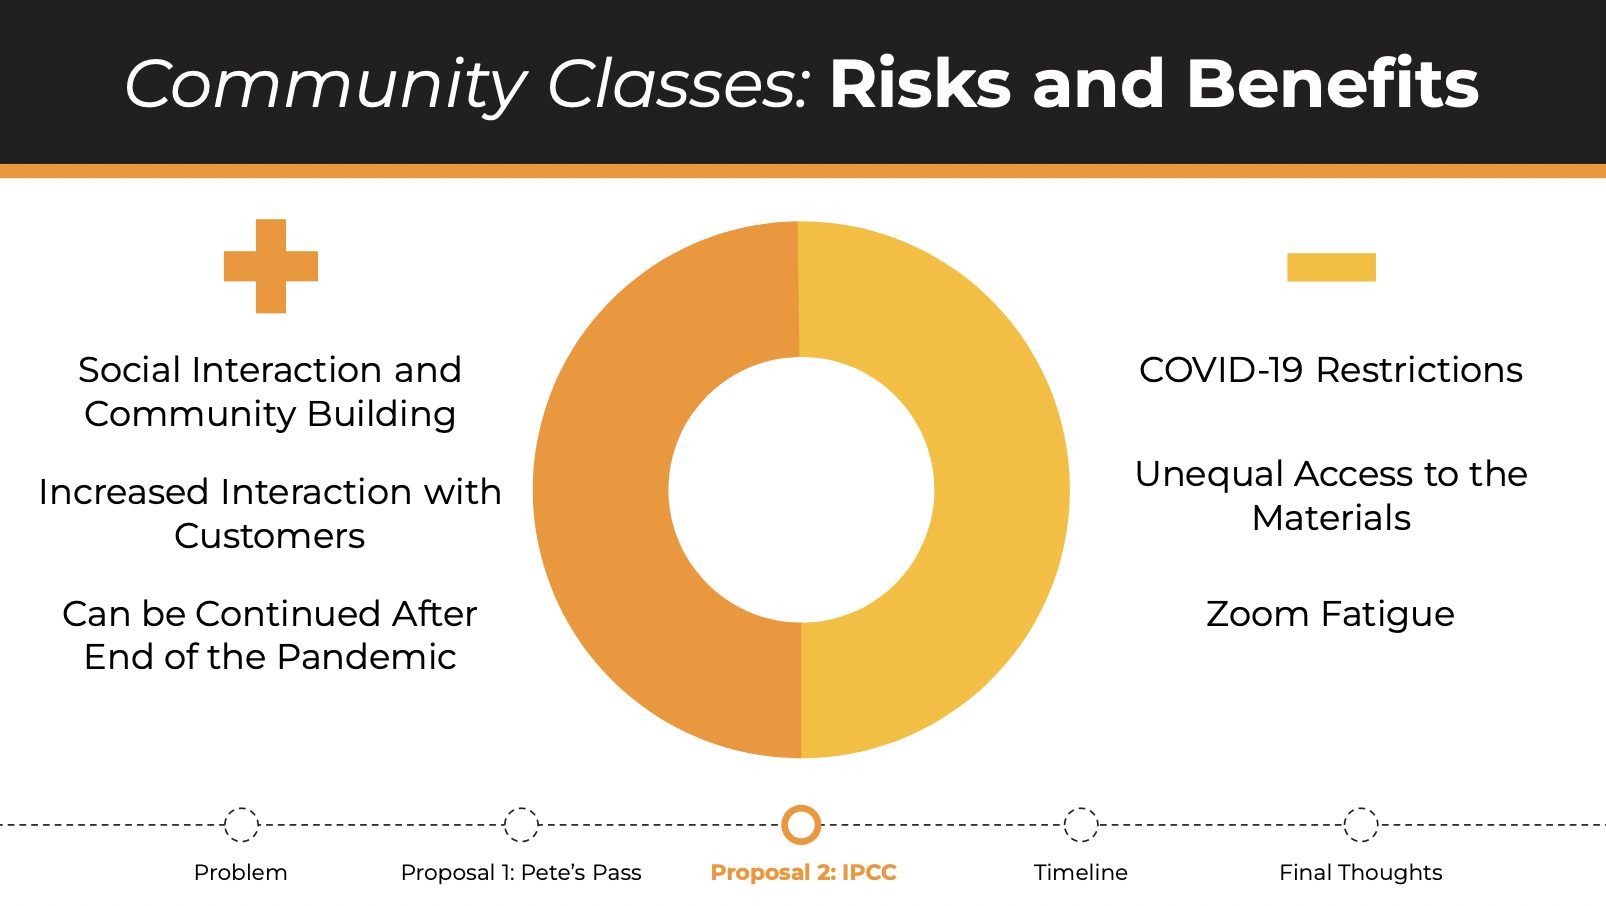 Community Classes: Risks and Benefits
Social Interaction and
Community Building
Increased Interaction with
Customers
Can be Continued After
End of the Pandemic
COVID-19 Restrictions
Unequal Access to the
Materials
Zoom Fatigue
Problem
Proposal 1: Pete’s Pass
Proposal 2: IPCC
Timeline
Final Thoughts